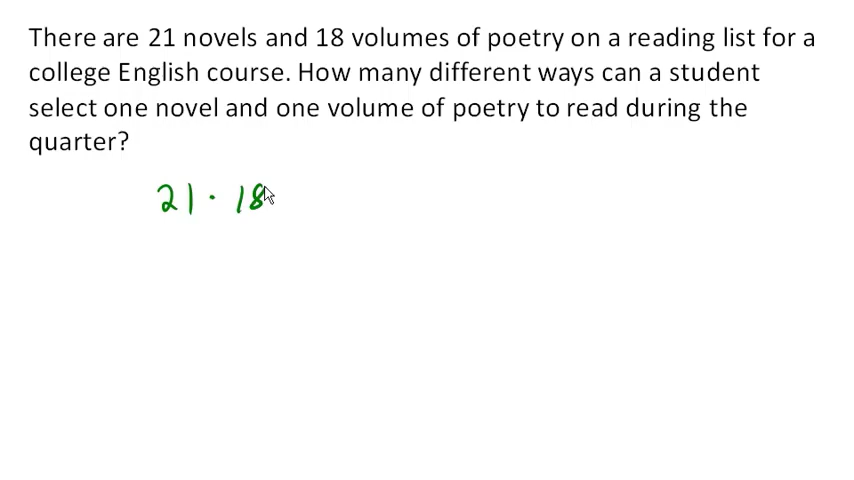 There are 21 novels and 18 volumes of poetry on a reading list for a
college English course. How many different ways can a student
select one novel and one volume of poetry to read during the
quarter?
21 · 18